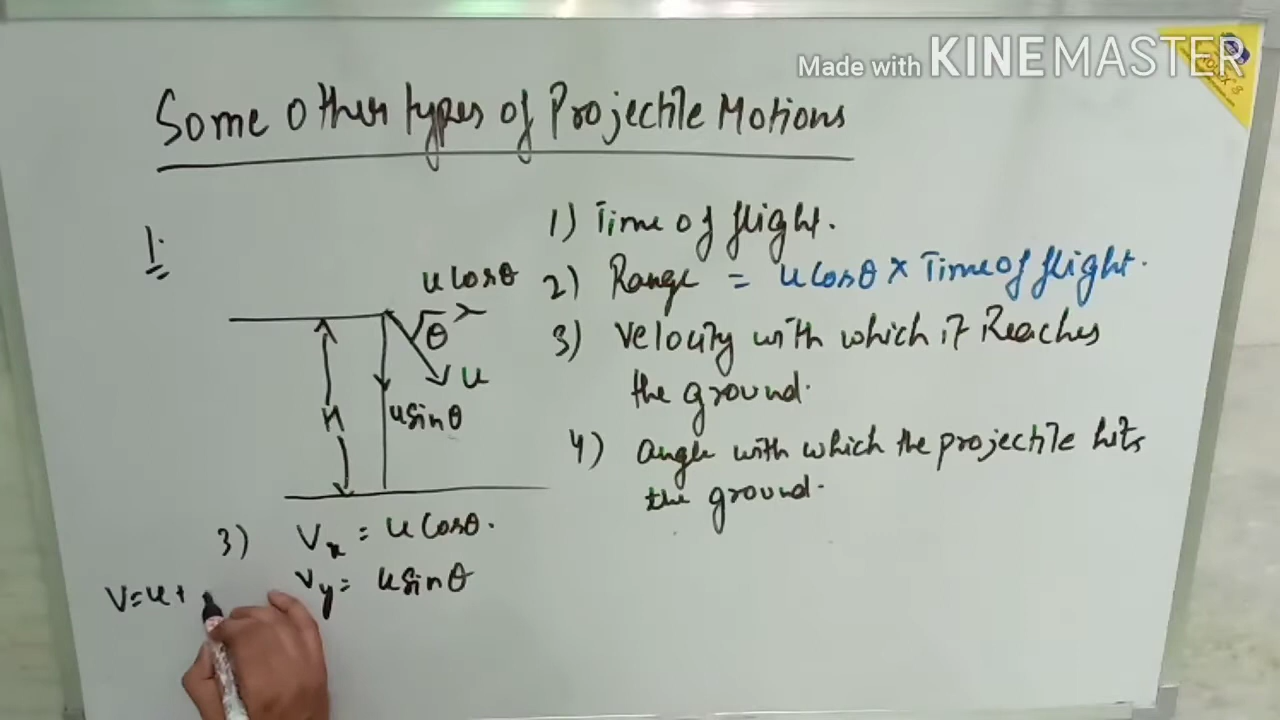 Made with KINEMASTER
Some other types of Projectile Motions
1.
1) Time of flight.
2) Range = u cosθ × Time of flight.
3) Velocity with which it Reaches
the ground.
4) angle with which the projectile hits
the ground.
u cosθ
θ
u
H
u sinθ
3) Vx = u cosθ.
Vy = u sinθ
V=u+